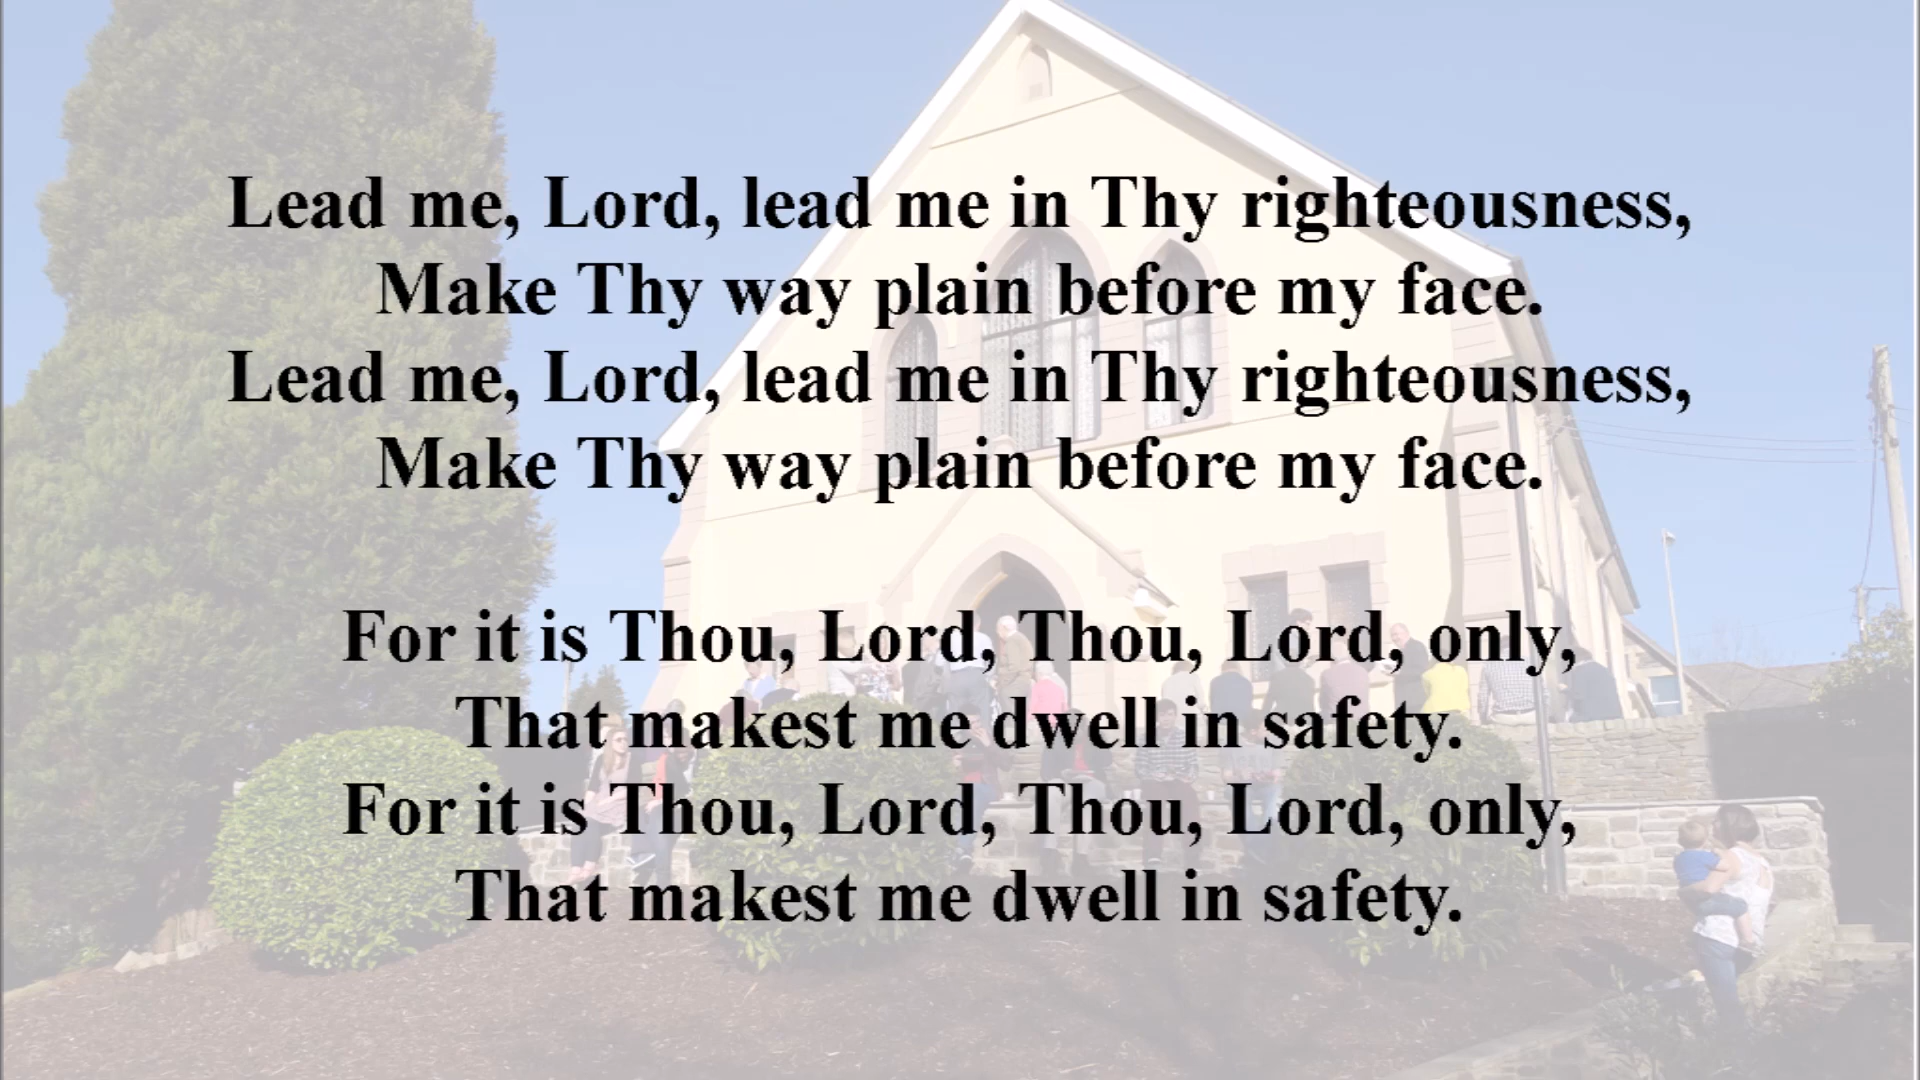 Lead me, Lord, lead me in Thy righteousness,
Make Thy way plain before my face.
Lead me, Lord, lead me in Thy righteousness,
Make Thy way plain before my face.
For it is Thou, Lord, Thou, Lord, only,
That makest me dwell in safety.
For it is Thou, Lord, Thou, Lord, only,
That makest me dwell in safety.